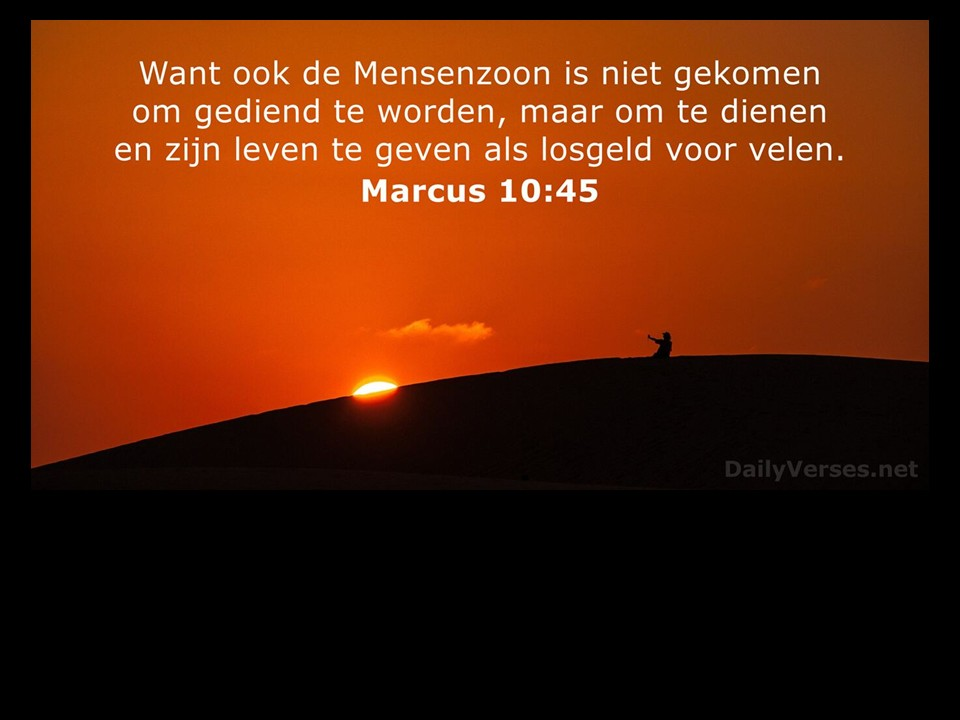 Want ook de Mensenzoon is niet gekomen
om gediend te worden, maar om te dienen
en zijn leven te geven als losgeld voor velen.
Marcus 10:45
DailyVerses.net